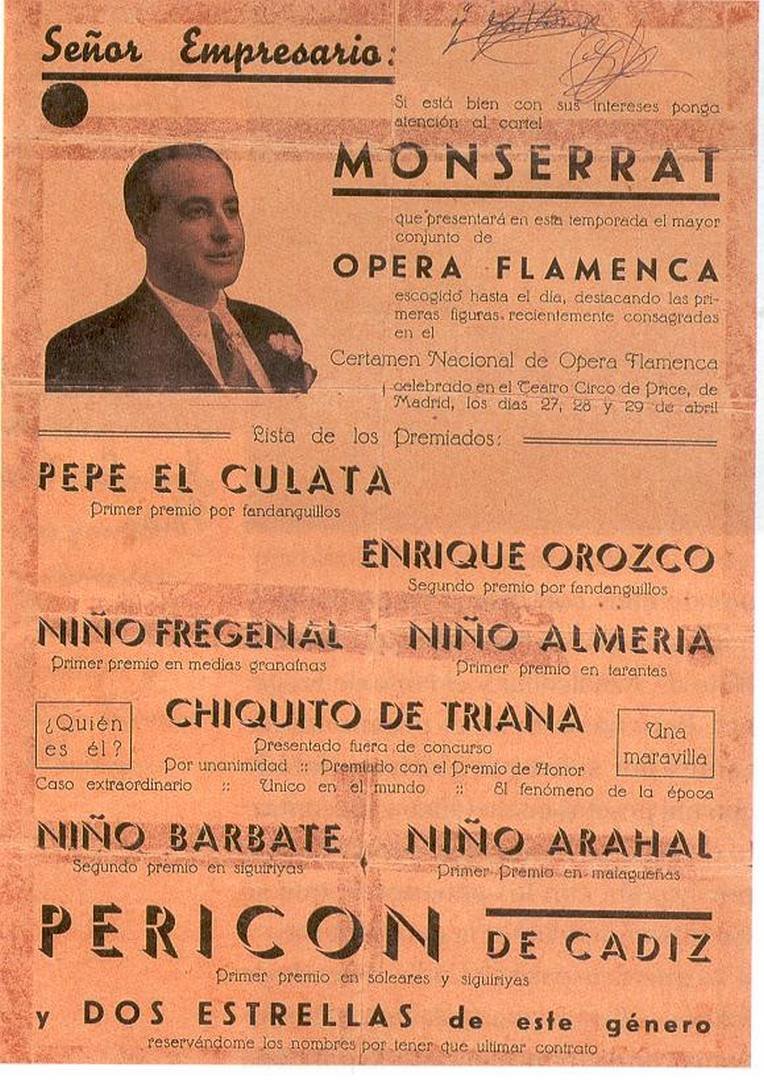 Señor Empresario:
Si está bien con sus intereses ponga
atención al cartel
MONSERRAT
que presentará en esta temporada el mayor
conjunto de
OPERA FLAMENCA
escogido hasta el día, destacando las pri-
meras figuras recientemente consagradas
en el
Certamen Nacional de Opera Flamenca
celebrado en el Teatro Circo de Price, de
Madrid, los días 27, 28 y 29 de abril
Lista de los Premiados:
PEPE EL CULATA
Primer premio por fandanguillos
ENRIQUE OROZCO
Segundo premio por fandanguillos
NIÑO FREGENAL NIÑO ALMERIA
Primer premio en medias granaínas Primer premio en tarantas
CHIQUITO DE TRIANA
¿Quién
es él?
Presentado fuera de concurso
Por unanimidad :: Premiado con el Premio de Honor
Una
maravilla
Caso extraordinario :: Unico en el mundo :: El fenómeno de la época
NIÑO BARBATE NIÑO ARAHAL
Segundo premio en siguiriyas Primer Premio en malagueñas
PERICON DE CADIZ
Primer premio en soleares y siguiriyas
y DOS ESTRELLAS de este género
reservándome los nombres por tener que ultimar contrato